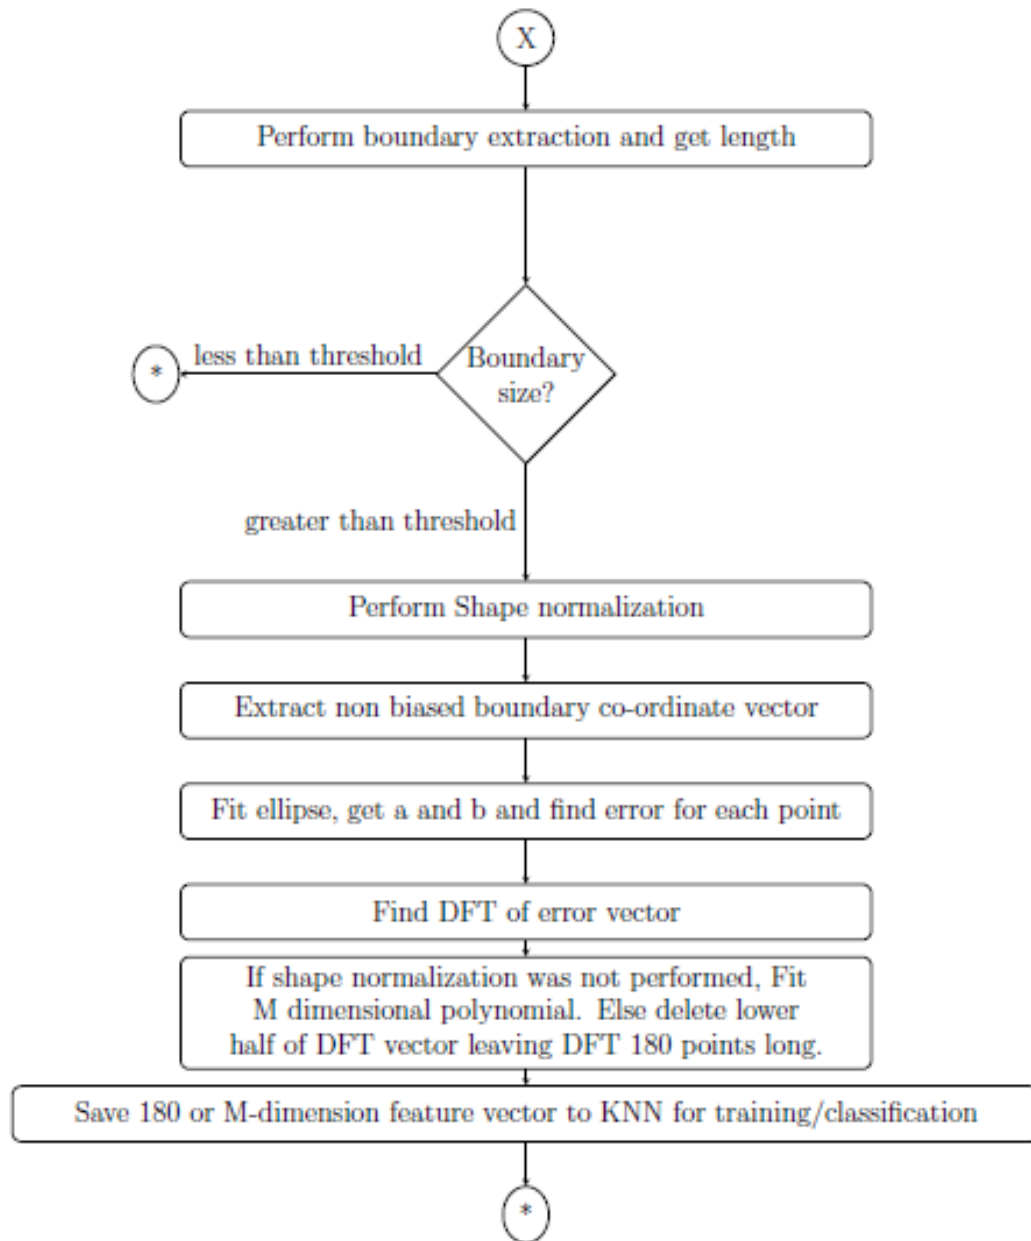 X
Perform boundary extraction and get length
less than threshold
*
Boundary
size?
greater than threshold
Perform Shape normalization
Extract non biased boundary co-ordinate vector
Fit ellipse, get a and b and find error for each point
Find DFT of error vector
If shape normalization was not performed, Fit
M dimensional polynomial. Else delete lower
half of DFT vector leaving DFT 180 points long.
Save 180 or M-dimension feature vector to KNN for training/classification
*